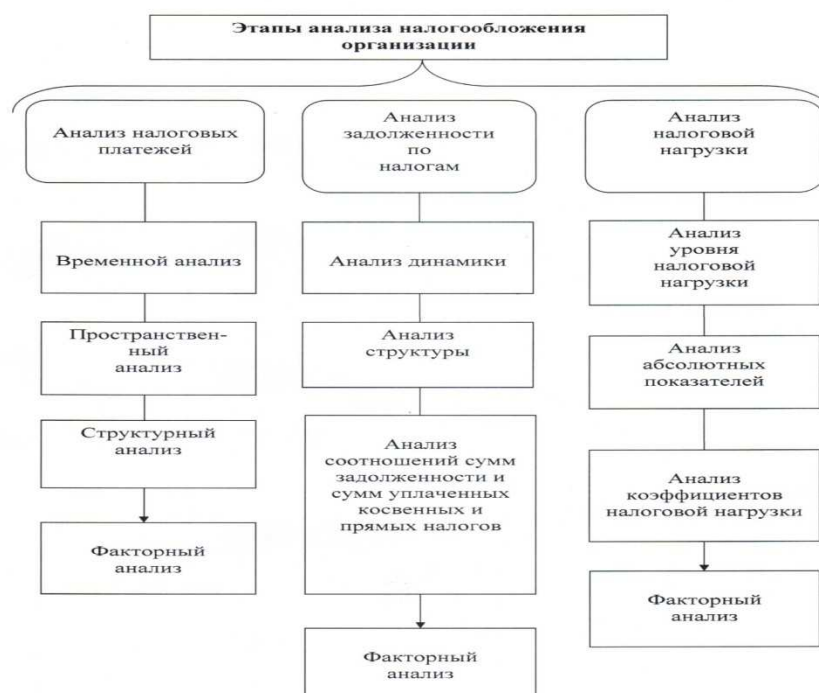 Этапы анализа налогообложения
организации
Анализ налоговых
платежей
Временной анализ
Пространствен-
ный
анализ
Структурный
анализ
Факторный
анализ
Анализ
задолженности
по
налогам
Анализ динамики
Анализ
структуры
Анализ
соотношений сумм
задолженности и
сумм уплаченных
косвенных и
прямых налогов
Факторный
анализ
Анализ
налоговой
нагрузки
Анализ
уровня
налоговой
нагрузки
Анализ
абсолютных
показателей
Анализ
коэффициентов
налоговой нагрузки
Факторный
анализ